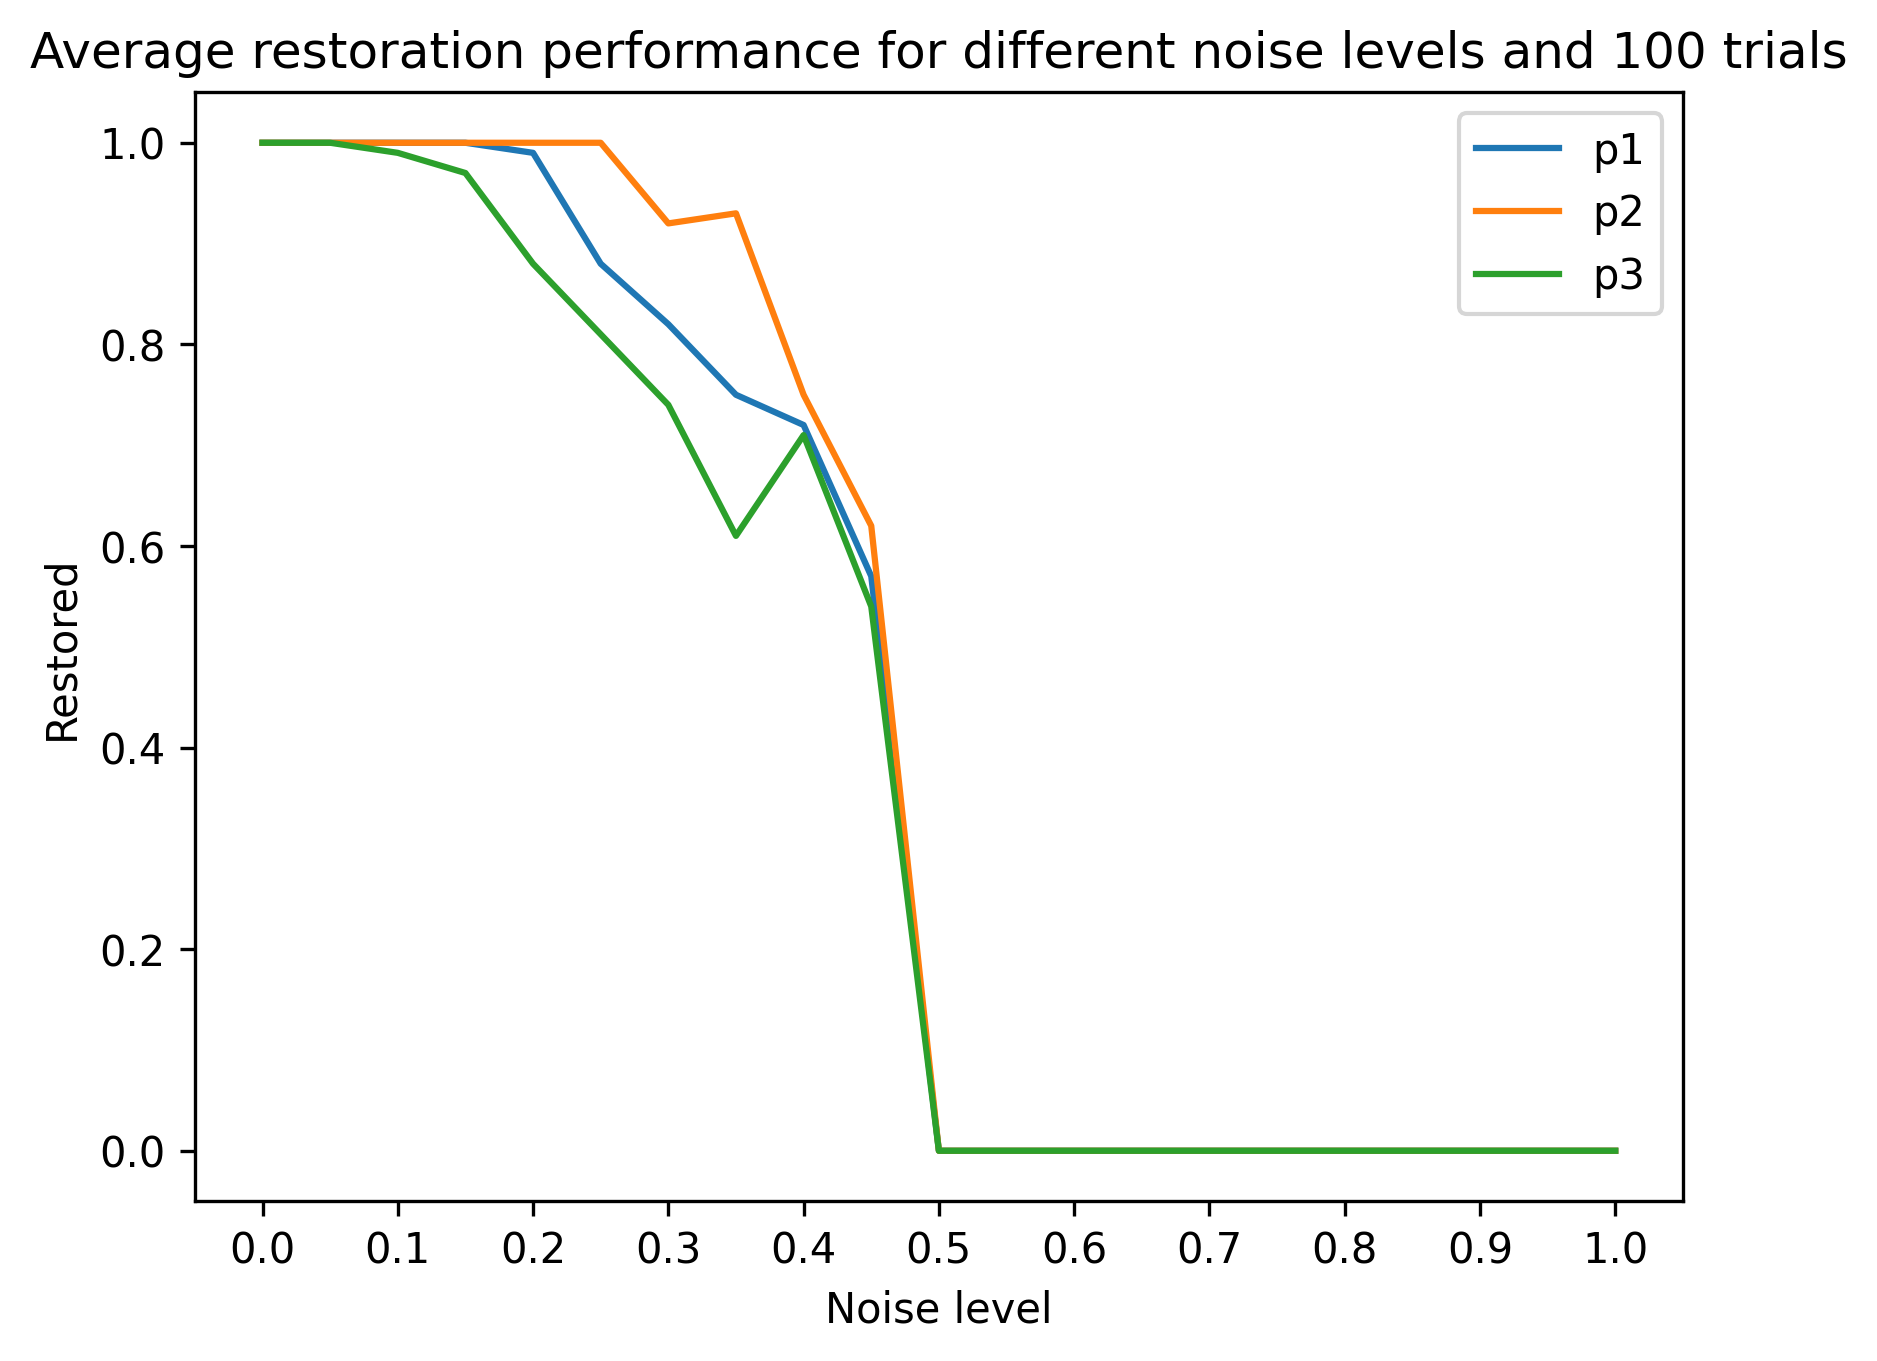 Average restoration performance for different noise levels and 100 trials
p1
p2
p3
1.0
0.8
0.6
0.4
0.2
0.0
Restored
0.0 0.1 0.2 0.3 0.4 0.5 0.6 0.7 0.8 0.9 1.0
Noise level